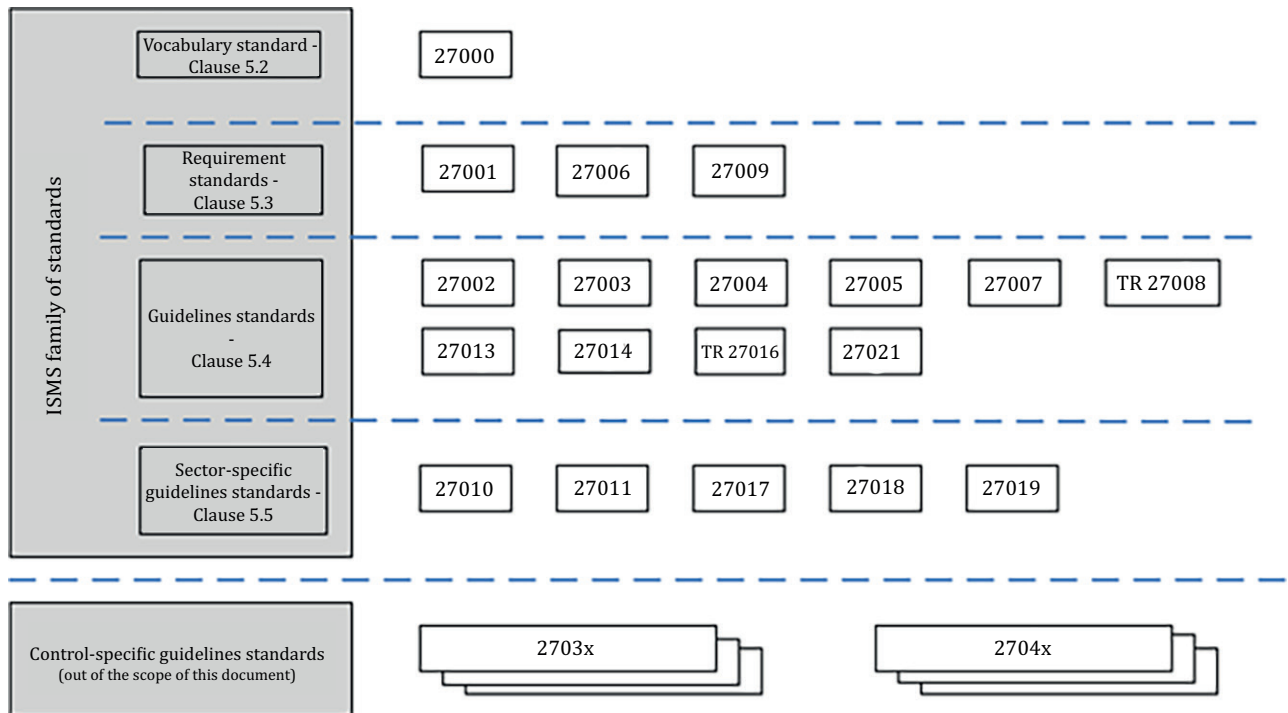 ISMS family of standards
Vocabulary standard -
Clause 5.2
27000
Requirement
standards -
Clause 5.3
27001
27006
27009
Guidelines standards
-
Clause 5.4
27002
27003
27004
27005
27007
TR 27008
27013
27014
TR 27016
27021
Sector-specific
guidelines standards -
Clause 5.5
27010
27011
27017
27018
27019
Control-specific guidelines standards
(out of the scope of this document)
2703x
2704x